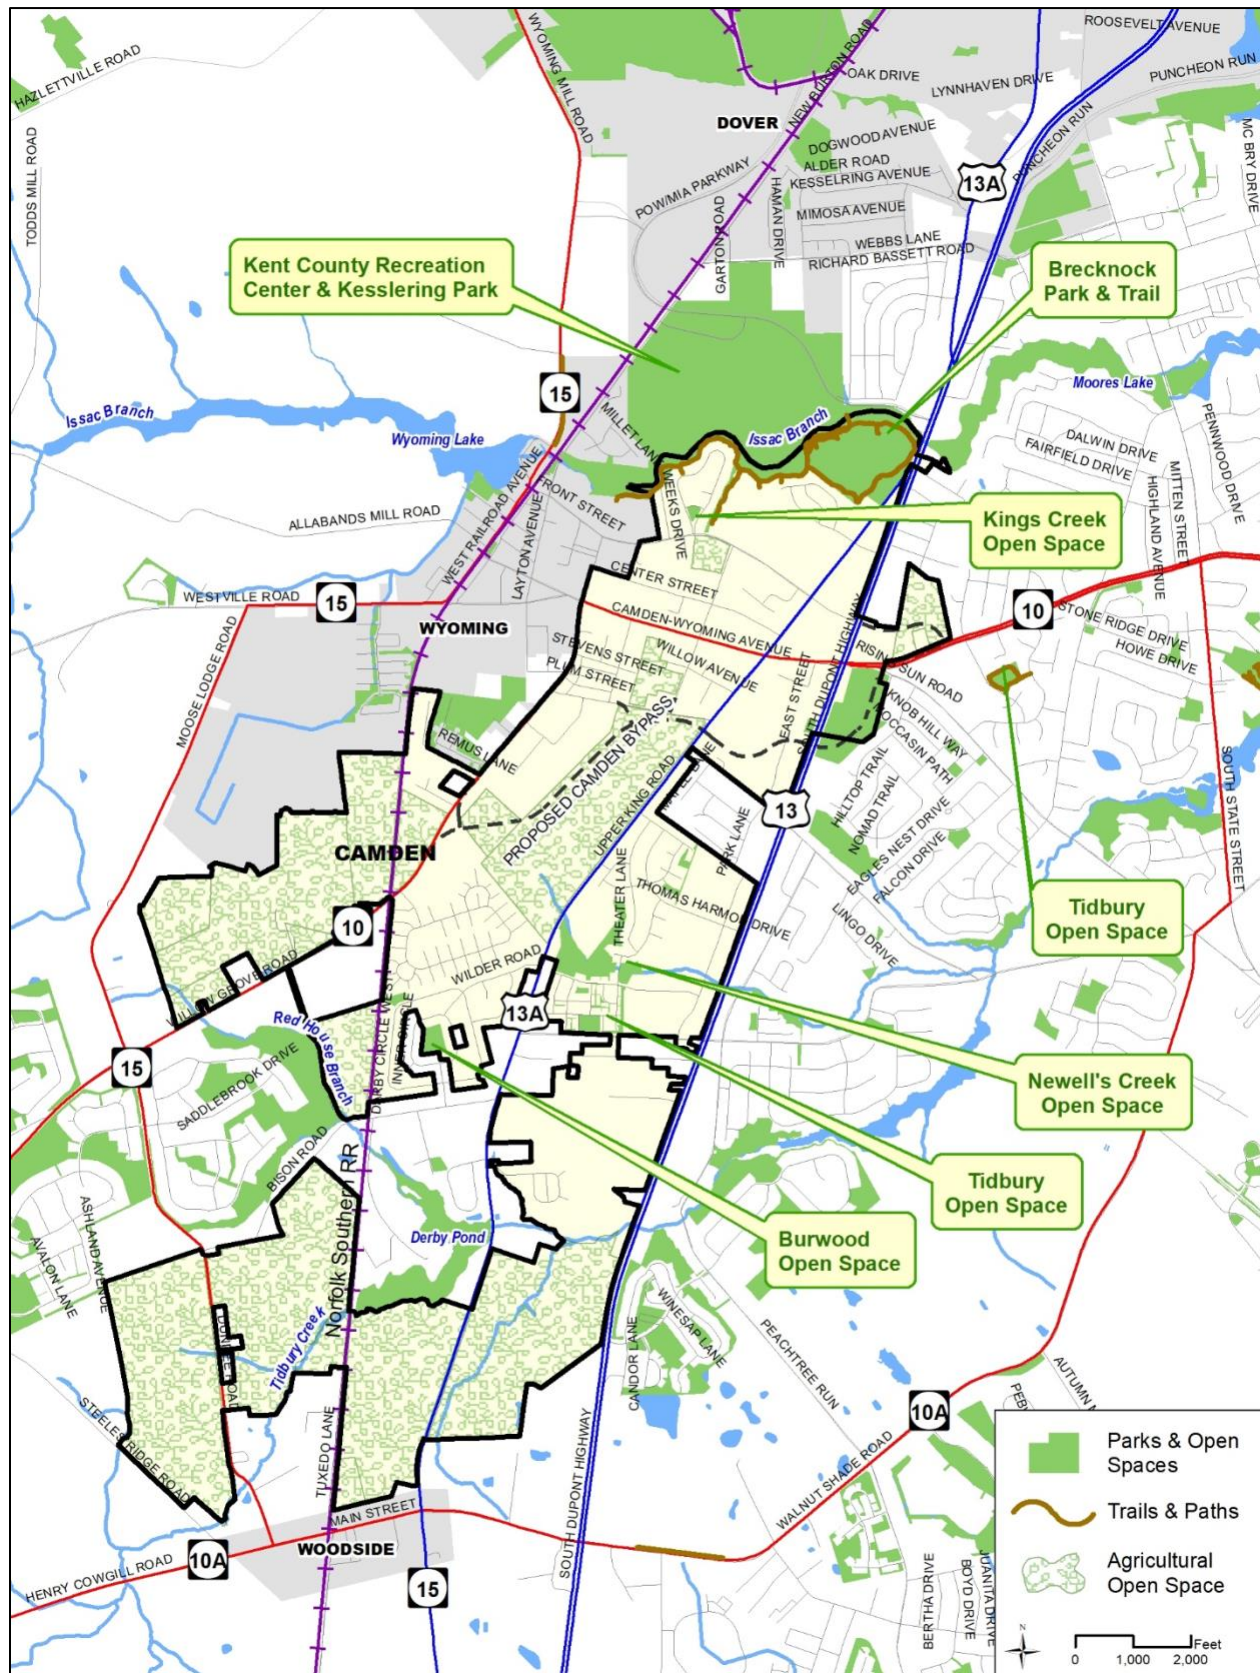 ROOSEVELT AVENUE
HAZLETTVILLE ROAD
WYOMING MILL ROAD
NEW BURTON ROAD
OAK DRIVE
LYNNHAVEN DRIVE
PUNCHEON RUN
PUNCHEON RUN
DOVER
DOGWOOD AVENUE
ALDER ROAD
KESSELRING AVENUE
13A
MC BRY DRIVE
TODDS MILL ROAD
POW/MIA PARKWAY
HAMAN DRIVE
MIMOSA AVENUE
GARTON ROAD
WEBBS LANE
RICHARD BASSETT ROAD
Kent County Recreation
Center & Kesslering Park
Brecknock
Park & Trail
Moores Lake
15
Issac Branch
Wyoming Lake
MILLET LANE
Issac Branch
PENNWOOD DRIVE
DALWIN DRIVE
FAIRFIELD DRIVE
HIGHLAND AVENUE
MITTEN STREET
WEST RAILROAD AVENUE
FRONT STREET
WEEKS DRIVE
ALLABANDS MILL ROAD
LAYTON AVENUE
Kings Creek
Open Space
CENTER STREET
WESTVILLE ROAD
15
10
STONE RIDGE DRIVE
HOWE DRIVE
WYOMING
CAMDEN-WYOMING AVENUE
STEVENS STREET
WILLOW AVENUE
PLUM STREET
EAST STREET
SOUTH DUPONT HIGHWAY
RISING SUN ROAD
KNOB HILL WAY
MOCCASIN PATH
MOOSE LODGE ROAD
REMUS LANE
PROPOSED CAMDEN BYPASS
UPPER KING ROAD
13
HILLTOP TRAIL
NOMAD TRAIL
SOUTH STATE STREET
CAMDEN
PARK LANE
EAGLES NEST DRIVE
FALCON DRIVE
THEATER LANE
THOMAS HARMON DRIVE
LINGO DRIVE
Tidbury
Open Space
10
WILLOW GROVE ROAD
WILDER ROAD
DERBY CIRCLE WEST
INNER CIRCLE
13A
Red House Branch
15
SADDLEBROOK DRIVE
Newell's Creek
Open Space
BISON ROAD
Norfolk Southern RR
Tidbury
Open Space
ASHLAND AVENUE
AVALON LANE
Derby Pond
Burwood
Open Space
Tidbury Creek
WINESAP LANE
CANDOR LANE
PEACHTREE RUN
STEELES RIDGE ROAD
TUXEDO LANE
10A
SOUTH DUPONT HIGHWAY
WALNUT SHADE ROAD
MAIN STREET
WOODSIDE
10A
HENRY COWGILL ROAD
15
BERTHA DRIVE
BOYD DRIVE
JUANITA DRIVE
Parks & Open
Spaces
Trails & Paths
Agricultural
Open Space
N
0 1,000 2,000 Feet